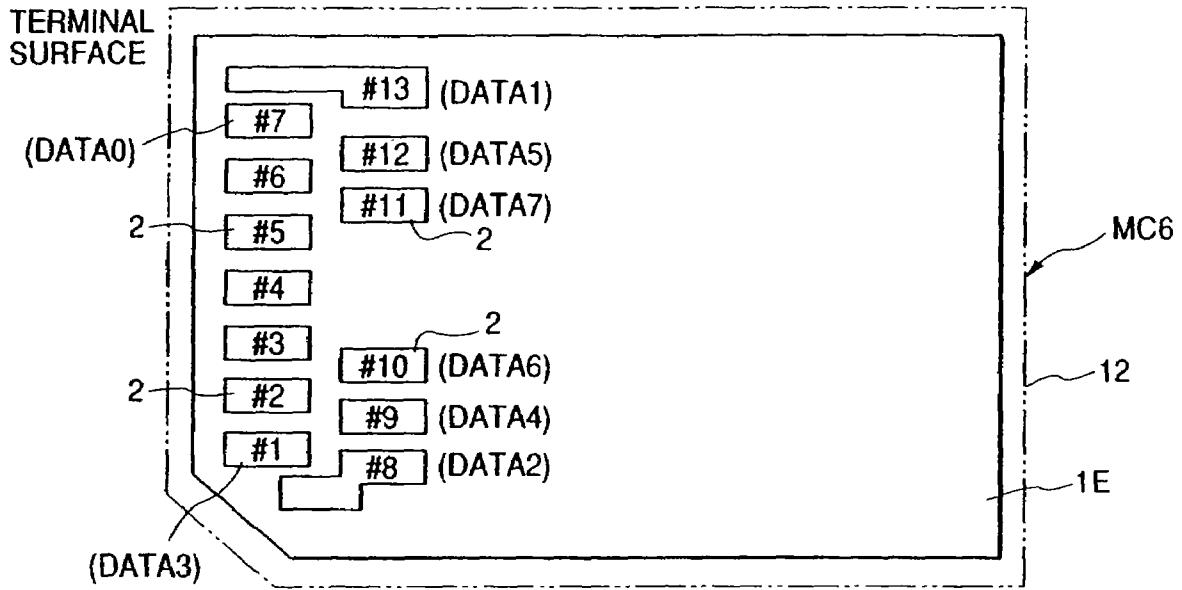 TERMINAL
SURFACE
#13 (DATA1)
#7
(DATA0)
#12 (DATA5)
#6
#11 (DATA7)
2 #5
2
MC6
#4
2
#3
#10 (DATA6)
12
2 #2
#9 (DATA4)
#1
#8 (DATA2)
1E
(DATA3)